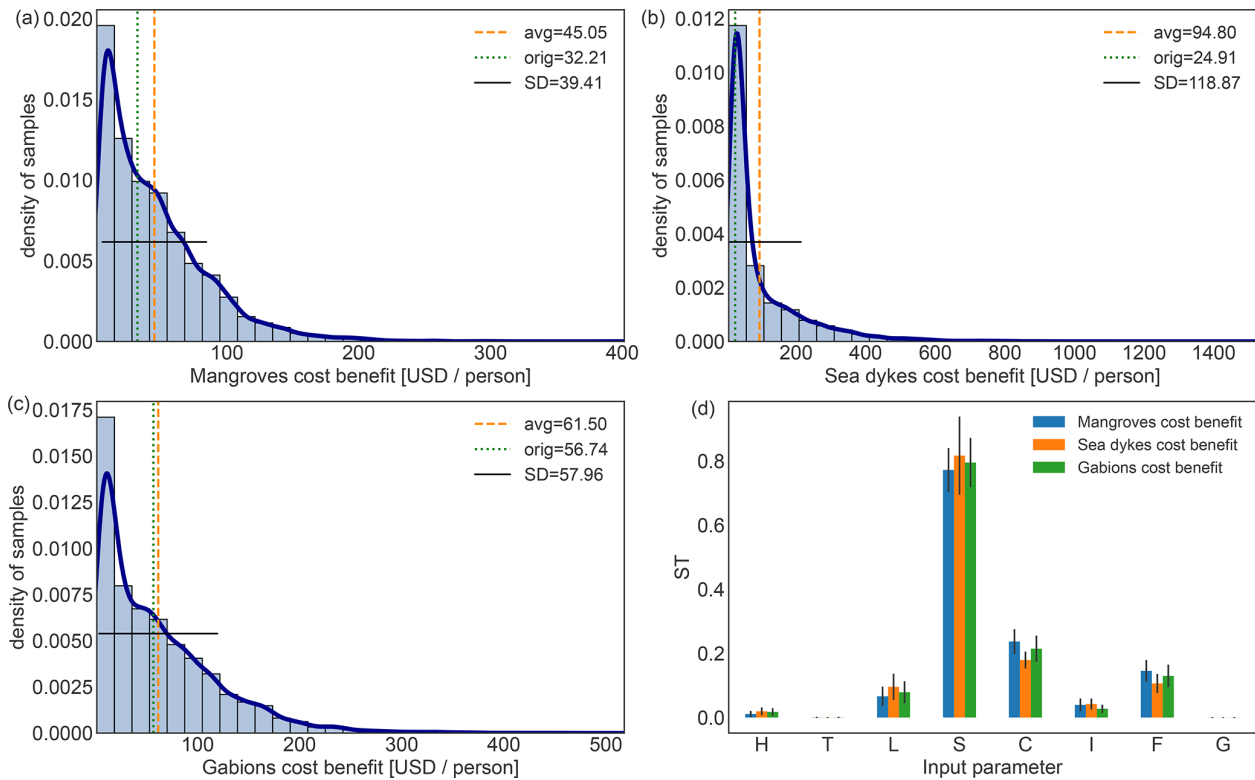 (a)
density of samples
0.020
0.015
0.010
0.005
0.000
avg=45.05
orig=32.21
SD=39.41
100
200
300
400
Mangroves cost benefit [USD / person]
(b)
density of samples
0.012
0.010
0.008
0.006
0.004
0.002
0.000
avg=94.80
orig=24.91
SD=118.87
200
400
600
800
1000
1200
1400
Sea dykes cost benefit [USD / person]
(c)
density of samples
0.0175
0.0150
0.0125
0.0100
0.0075
0.0050
0.0025
0.0000
avg=61.50
orig=56.74
SD=57.96
100
200
300
400
500
Gabions cost benefit [USD / person]
(d)
ST
0.8
0.6
0.4
0.2
0.0
Mangroves cost benefit
Sea dykes cost benefit
Gabions cost benefit
H
T
L
S
C
I
F
G
Input parameter